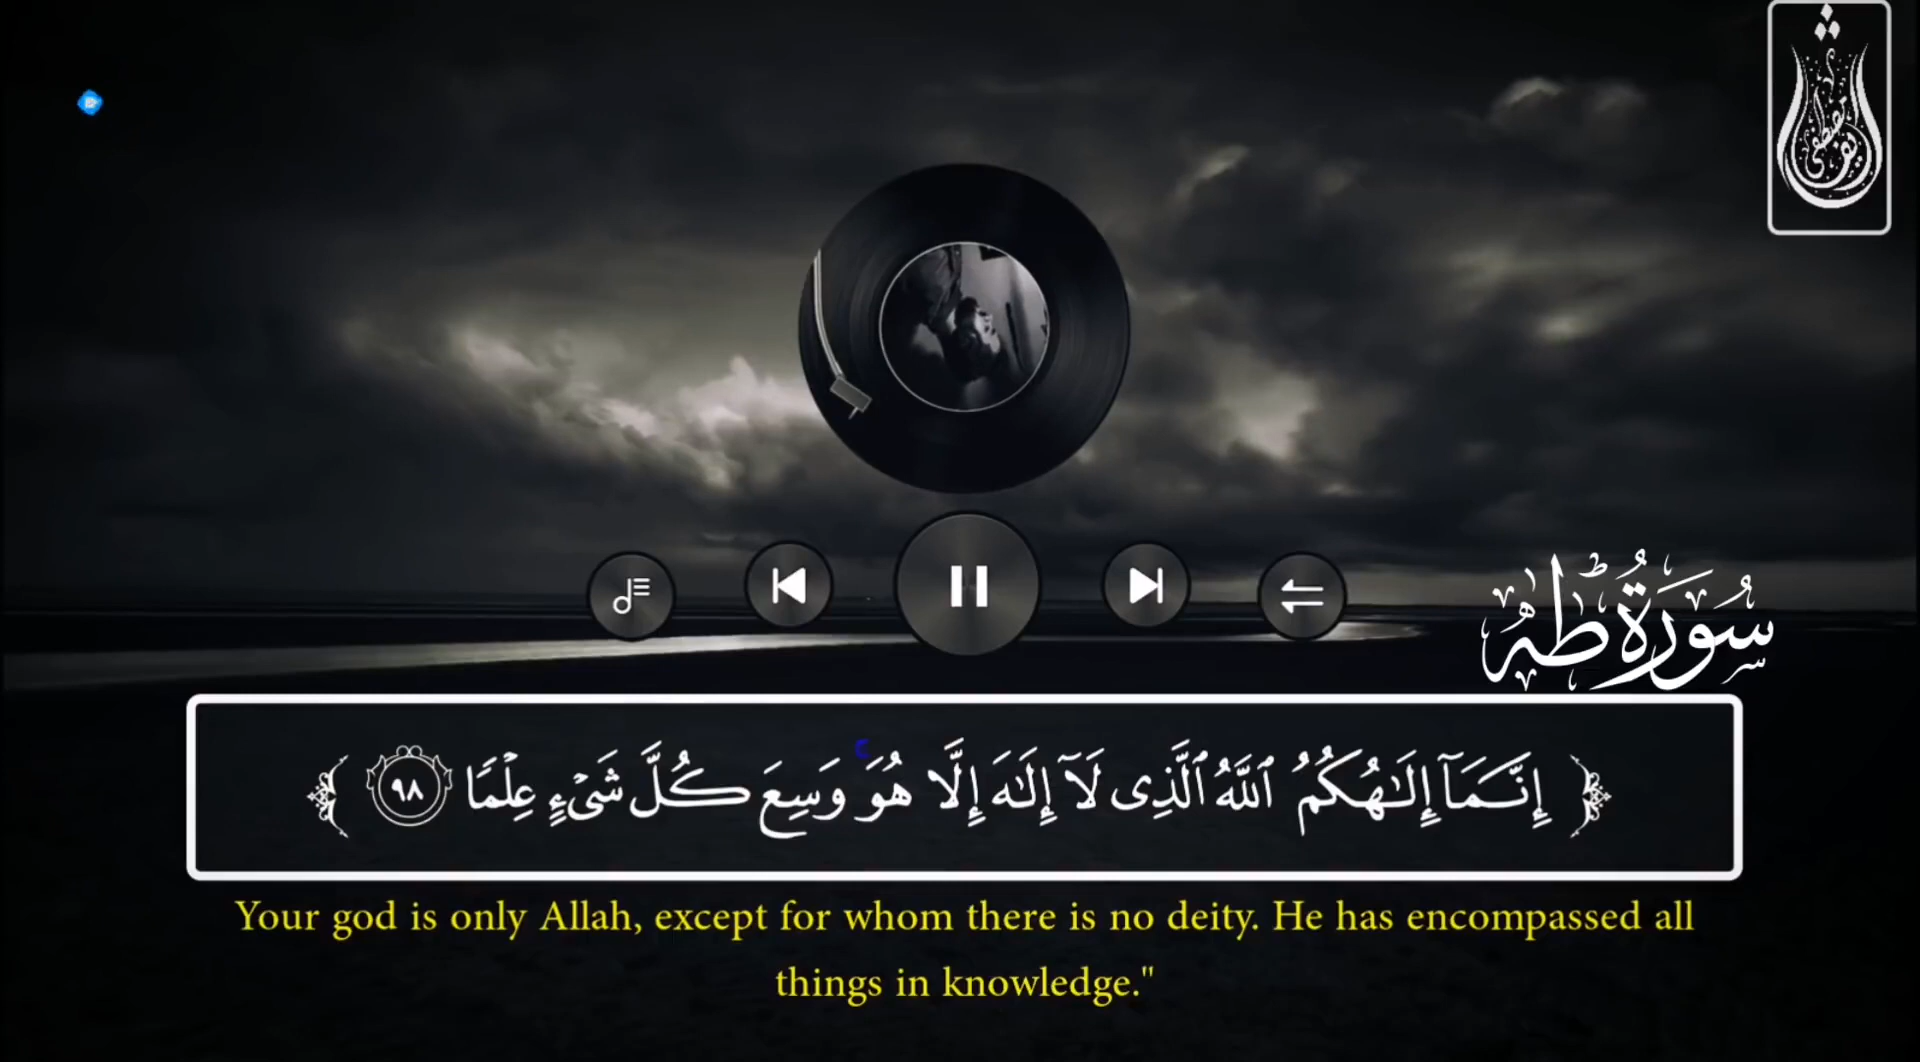 سُورَةُ طه
إِنَّمَآ إِلَـٰهُكُمُ ٱللَّهُ ٱلَّذِى لَآ إِلَـٰهَ إِلَّا هُوَ ۚ وَسِعَ كُلَّ شَىْءٍ عِلْمًا ٩٨
Your god is only Allah, except for whom there is no deity. He has encompassed all
things in knowledge."